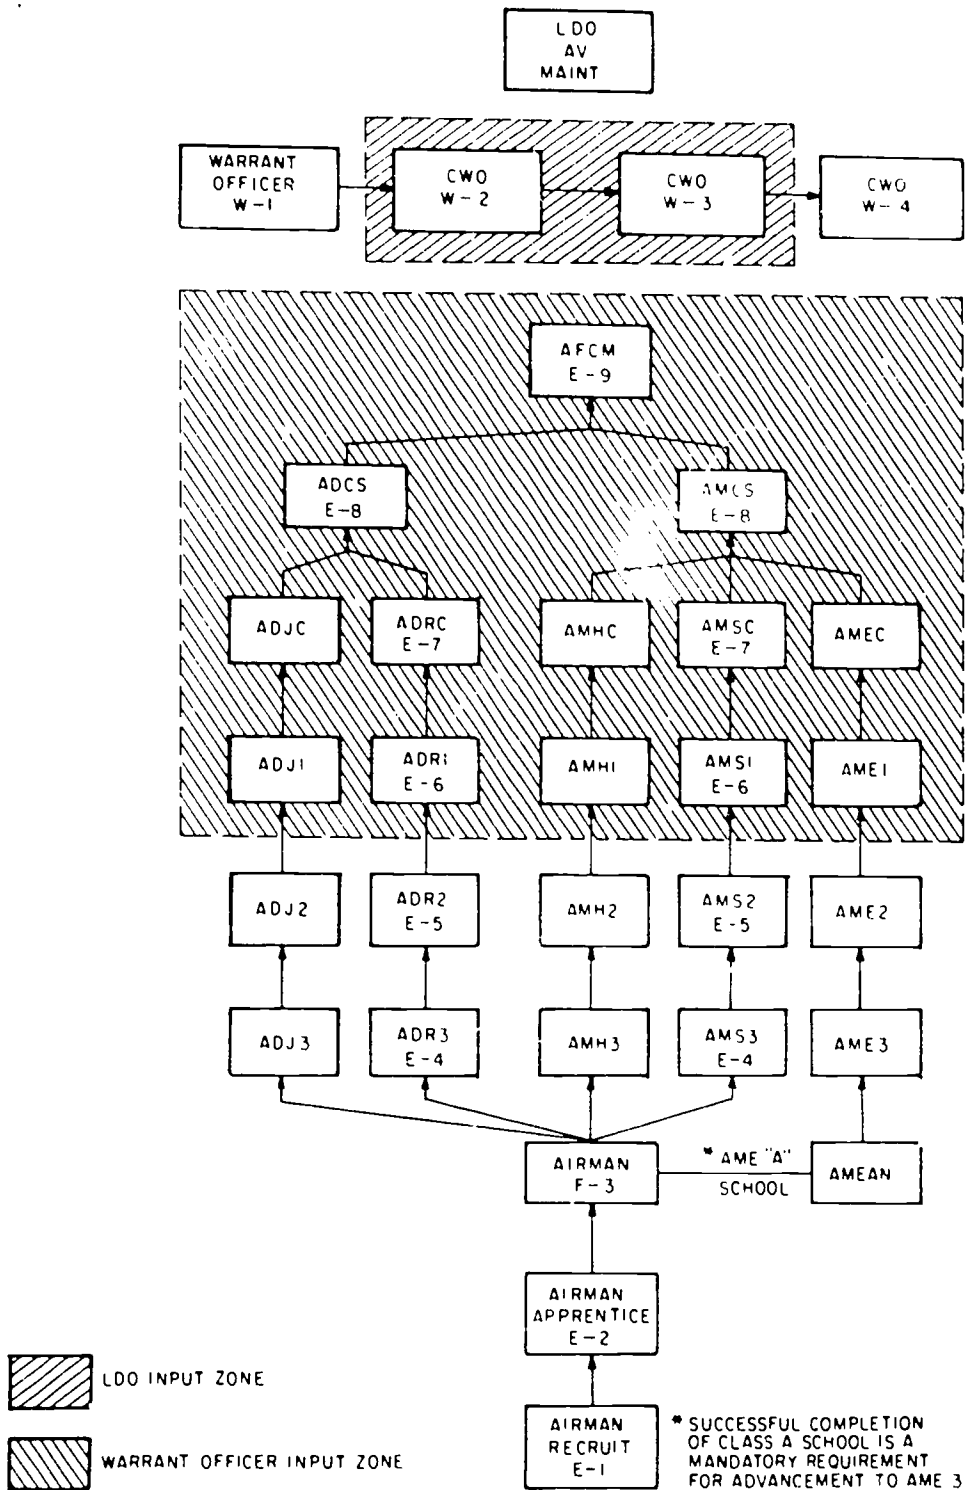 LDO
AV
MAINT
WARRANT
OFFICER
W-1
CWO
W-2
CWO
W-3
CWO
W-4
AFCM
E-9
ADCS
E-8
AMCS
E-8
ADJC
ADRC
E-7
AMHC
AMSC
E-7
AMEC
ADJ1
ADR1
E-6
AMH1
AMS1
E-6
AME1
ADJ2
ADR2
E-5
AMH2
AMS2
E-5
AME2
ADJ3
ADR3
E-4
AMH3
AMS3
E-4
AME3
AIRMAN
E-3
* AME "A"
SCHOOL
AMEAN
AIRMAN
APPRENTICE
E-2
AIRMAN
RECRUIT
E-1
LDO INPUT ZONE
WARRANT OFFICER INPUT ZONE
* SUCCESSFUL COMPLETION
OF CLASS A SCHOOL IS A
MANDATORY REQUIREMENT
FOR ADVANCEMENT TO AME 3